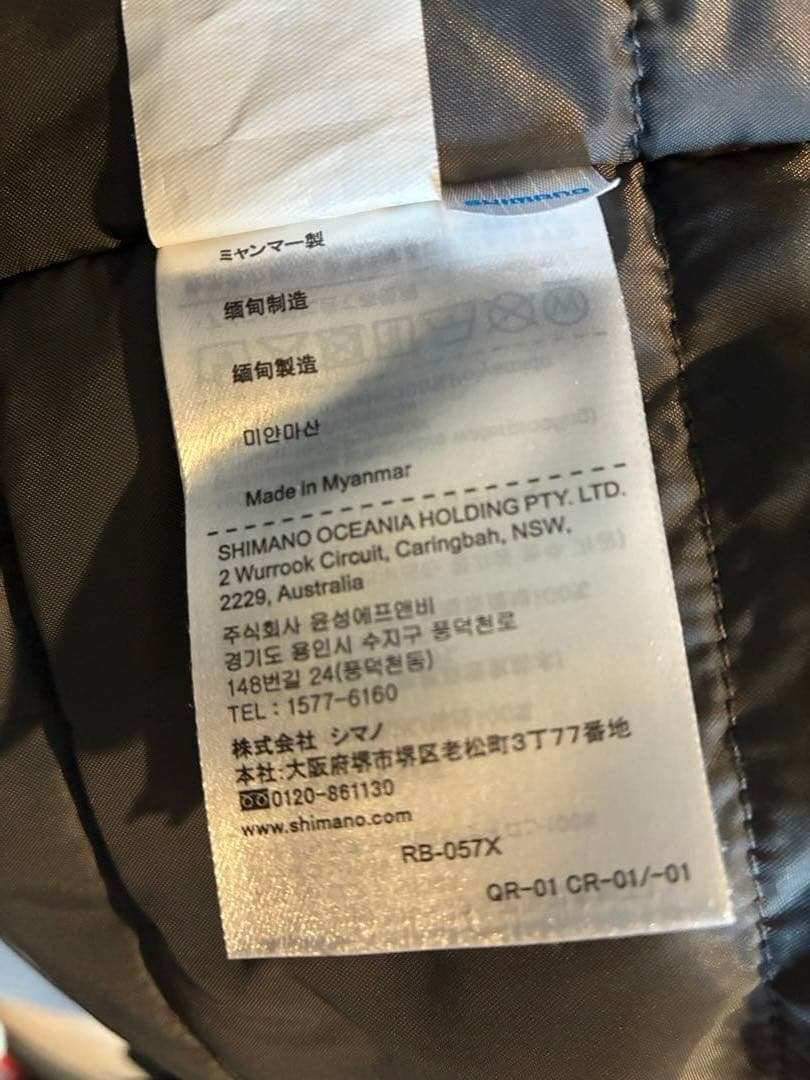 SHIMANO
ミャンマー製
缅甸制造
緬甸製造
미얀마산
Made in Myanmar
SHIMANO OCEANIA HOLDING PTY. LTD.
2 Wurrook Circuit, Caringbah, NSW,
2229, Australia
주식회사 윤성에프앤비
경기도 용인시 수지구 풍덕천로
148번길 24(풍덕천동)
TEL : 1577-6160
株式会社 シマノ
本社:大阪府堺市堺区老松町3丁77番地
0120-861130
www.shimano.com
RB-057X
QR-01 CR-01/-01